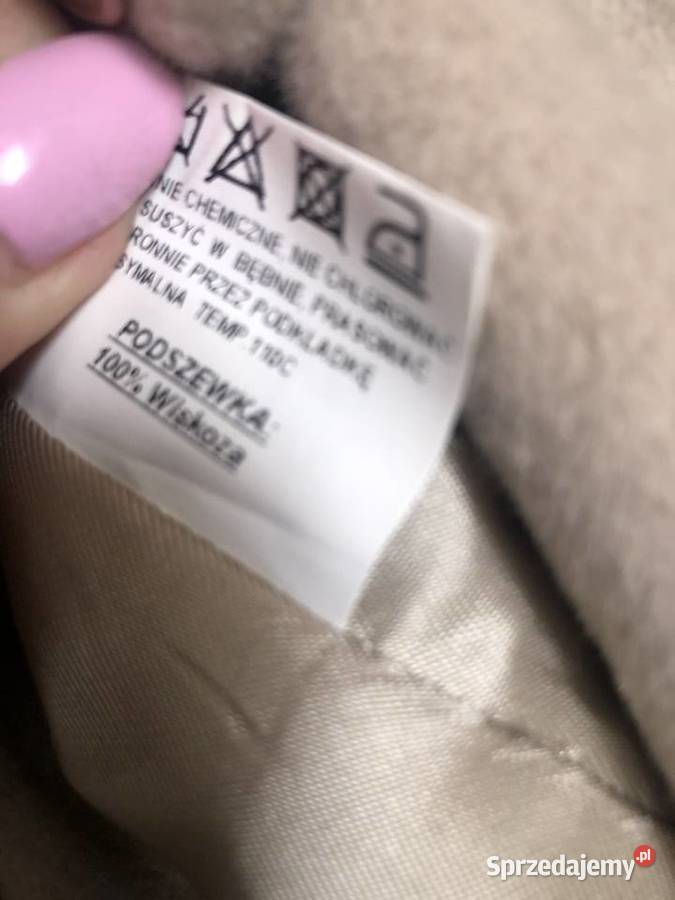 NIE CHEMICZNE, NIE CHLOROWAĆ
SUSZYĆ W BĘBNIE, PRASOWAĆ
RONNIE PRZEZ PODKŁADKĘ
SYMALNA TEMP 110C
PODSZEWKA:
100% Wiskoza
Sprzedajemy.pl